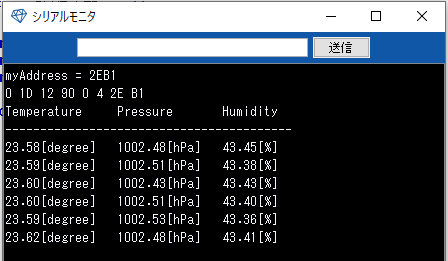 シリアルモニタ
送信
myAddress = 2EB1
0 1D 12 90 0 4 2E B1
Temperature Pressure Humidity
-----------------------------------------
23.58[degree] 1002.48[hPa] 43.45[%]
23.59[degree] 1002.51[hPa] 43.38[%]
23.60[degree] 1002.43[hPa] 43.43[%]
23.60[degree] 1002.51[hPa] 43.40[%]
23.59[degree] 1002.53[hPa] 43.36[%]
23.62[degree] 1002.48[hPa] 43.41[%]